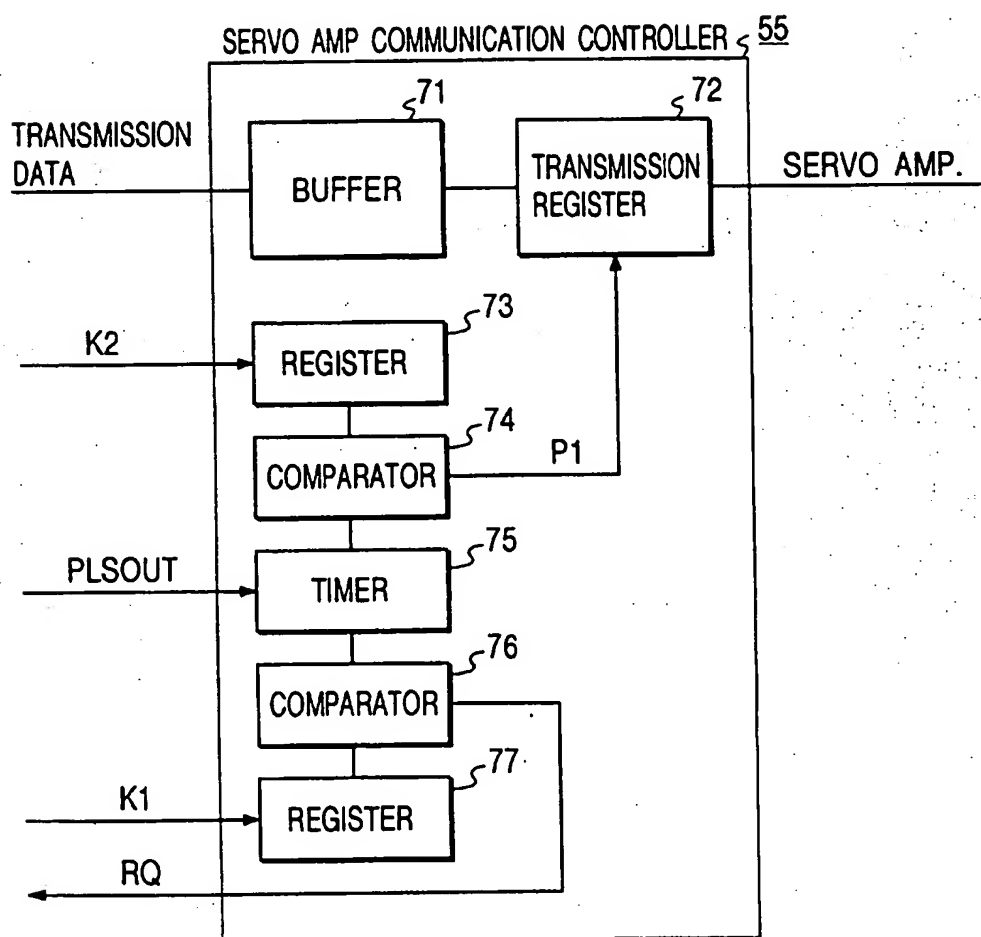 SERVO AMP COMMUNICATION CONTROLLER 55
71
72
TRANSMISSION
DATA
BUFFER
TRANSMISSION
REGISTER
SERVO AMP.
73
K2
REGISTER
74
COMPARATOR
P1
75
PLSOUT
TIMER
76
COMPARATOR
77
K1
REGISTER
RQ